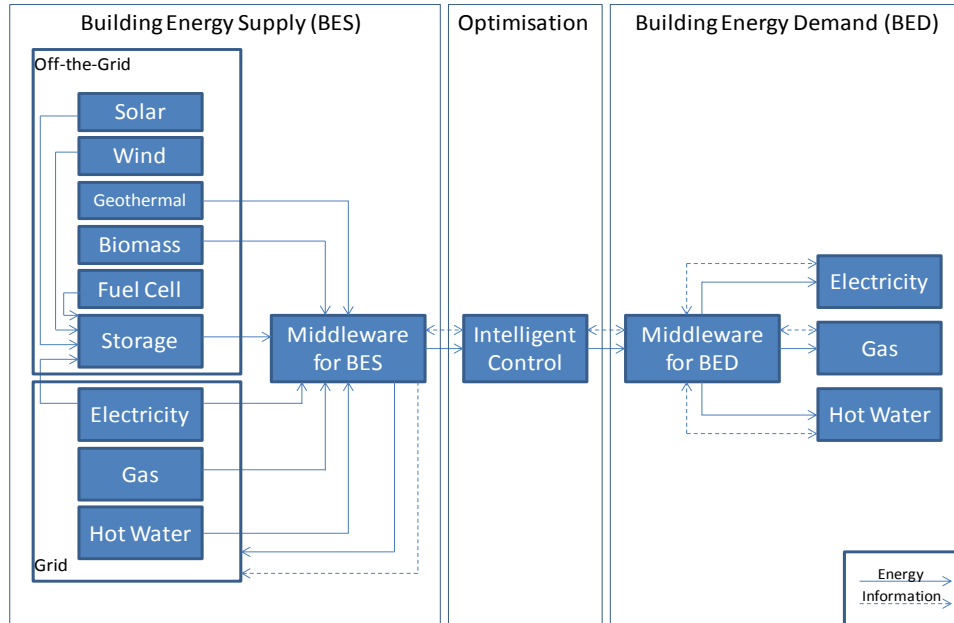 Building Energy Supply (BES)
Optimisation
Building Energy Demand (BED)
Off-the-Grid
Solar
Wind
Geothermal
Biomass
Fuel Cell
Storage
Electricity
Gas
Hot Water
Grid
Middleware
for BES
Intelligent
Control
Middleware
for BED
Electricity
Gas
Hot Water
Energy
Information